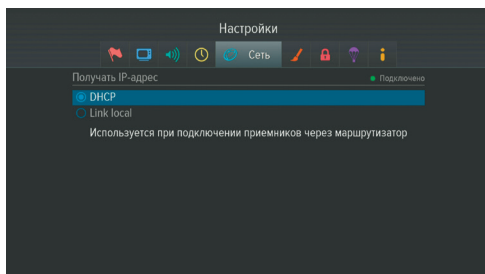 Настройки
Сеть
Получать IP-адрес
Подключено
DHCP
Link local
Используется при подключении приемников через маршрутизатор